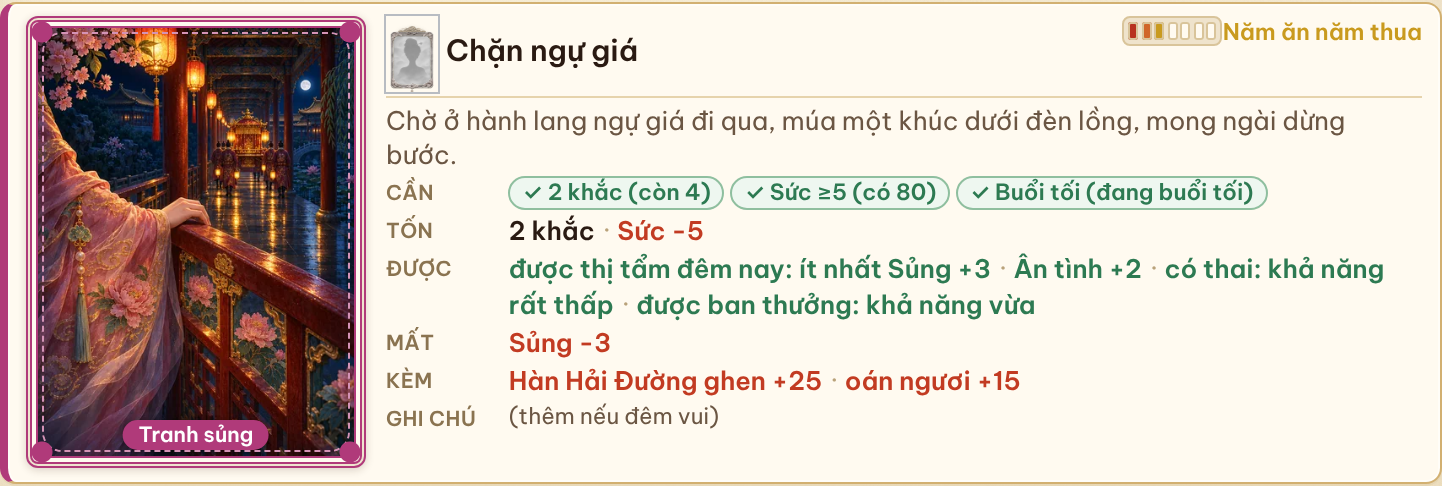 Chặn ngự giá
Năm ăn năm thua
Chờ ở hành lang ngự giá đi qua, múa một khúc dưới đèn lồng, mong ngài dừng
bước.
CẦN ✓ 2 khắc (còn 4) ✓ Sức ≥5 (có 80) ✓ Buổi tối (đang buổi tối)
TỐN 2 khắc · Sức -5
ĐƯỢC được thị tẩm đêm nay: ít nhất Sủng +3 · Ân tình +2 · có thai: khả năng
rất thấp · được ban thưởng: khả năng vừa
MẤT Sủng -3
KÈM Hàn Hải Đường ghen +25 · oán ngươi +15
GHI CHÚ (thêm nếu đêm vui)
Tranh sủng